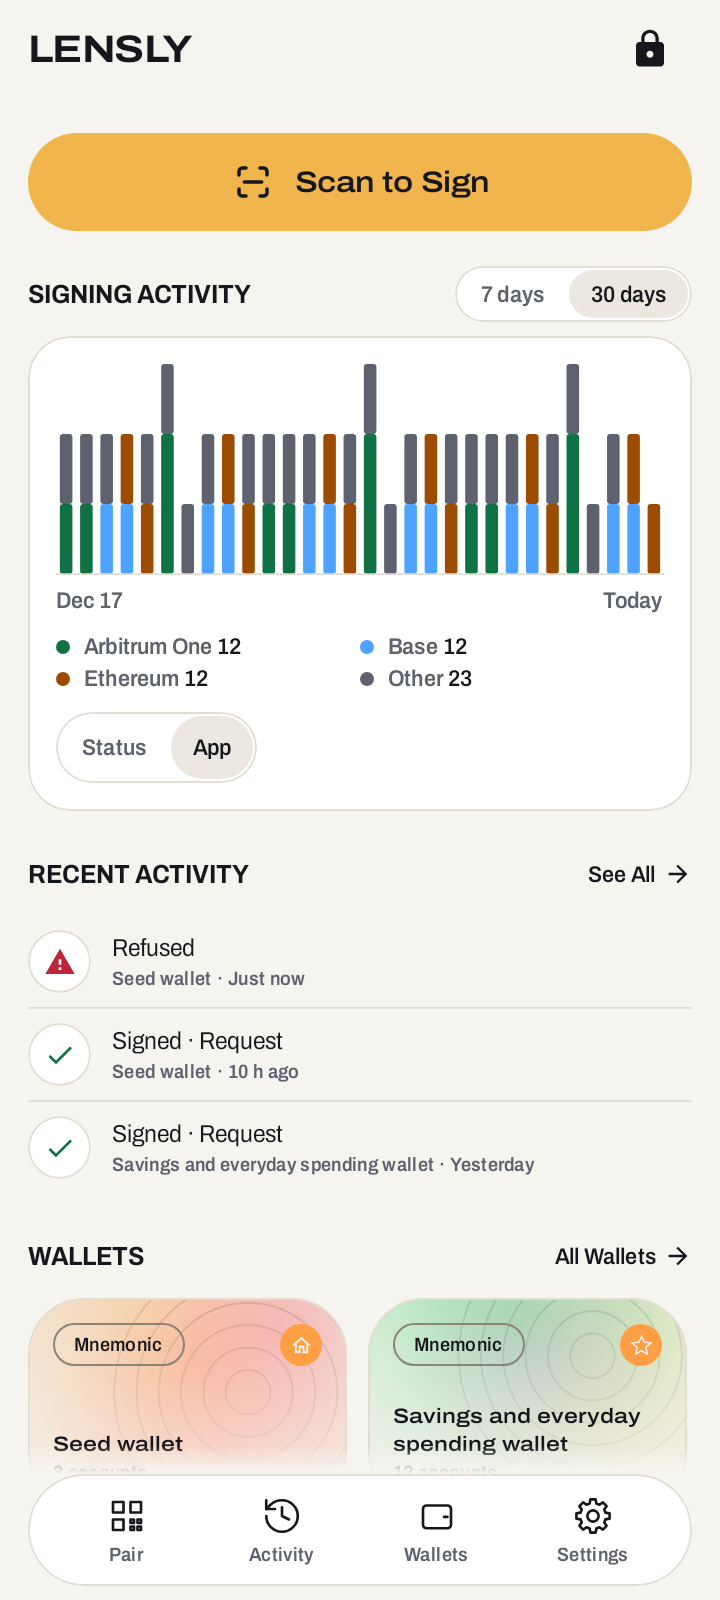 LENSLY
Scan to Sign
SIGNING ACTIVITY
7 days
30 days
Dec 17
Today
Arbitrum One 12
Base 12
Ethereum 12
Other 23
Status
App
RECENT ACTIVITY
See All
Refused
Seed wallet · Just now
Signed · Request
Seed wallet · 10 h ago
Signed · Request
Savings and everyday spending wallet · Yesterday
WALLETS
All Wallets
Mnemonic
Seed wallet
Mnemonic
Savings and everyday
spending wallet
Pair
Activity
Wallets
Settings